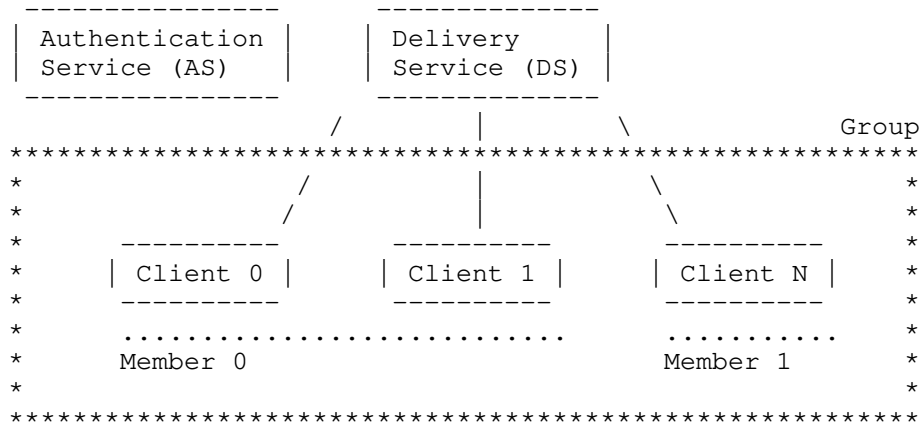 Authentication Delivery
Service (AS) Service (DS)
Group
Client 0 Client 1 Client N
Member 0 Member 1